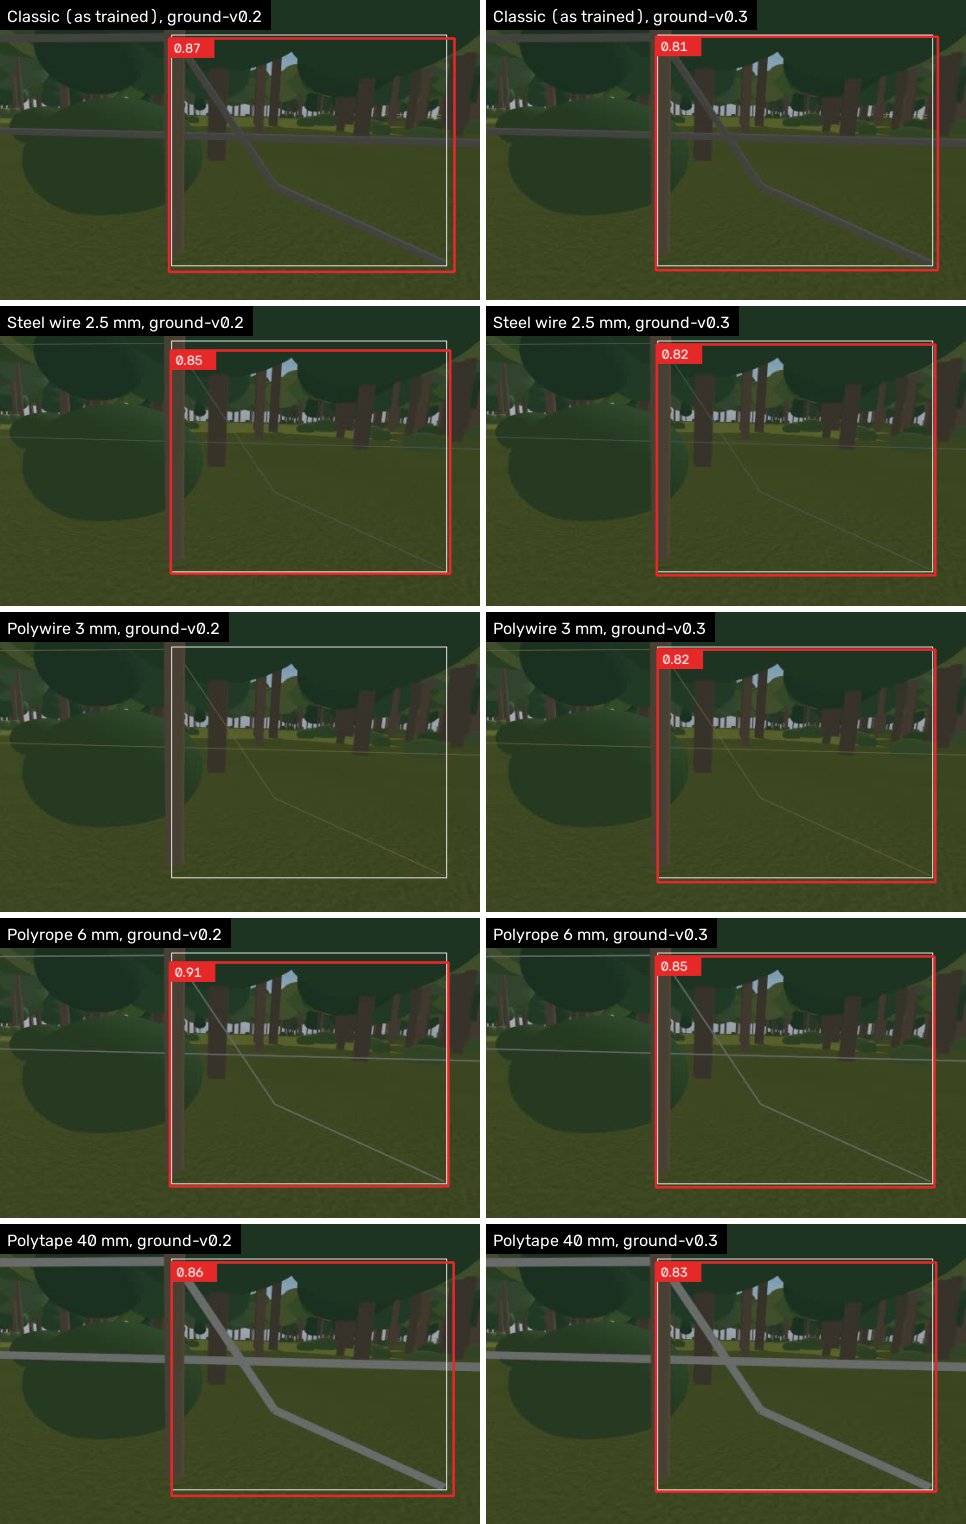 Classic (as trained), ground-v0.2
Classic (as trained), ground-v0.3
0.87
0.81
Steel wire 2.5 mm, ground-v0.2
Steel wire 2.5 mm, ground-v0.3
0.85
0.82
Polywire 3 mm, ground-v0.2
Polywire 3 mm, ground-v0.3
0.82
Polyrope 6 mm, ground-v0.2
Polyrope 6 mm, ground-v0.3
0.91
0.85
Polytape 40 mm, ground-v0.2
Polytape 40 mm, ground-v0.3
0.86
0.83